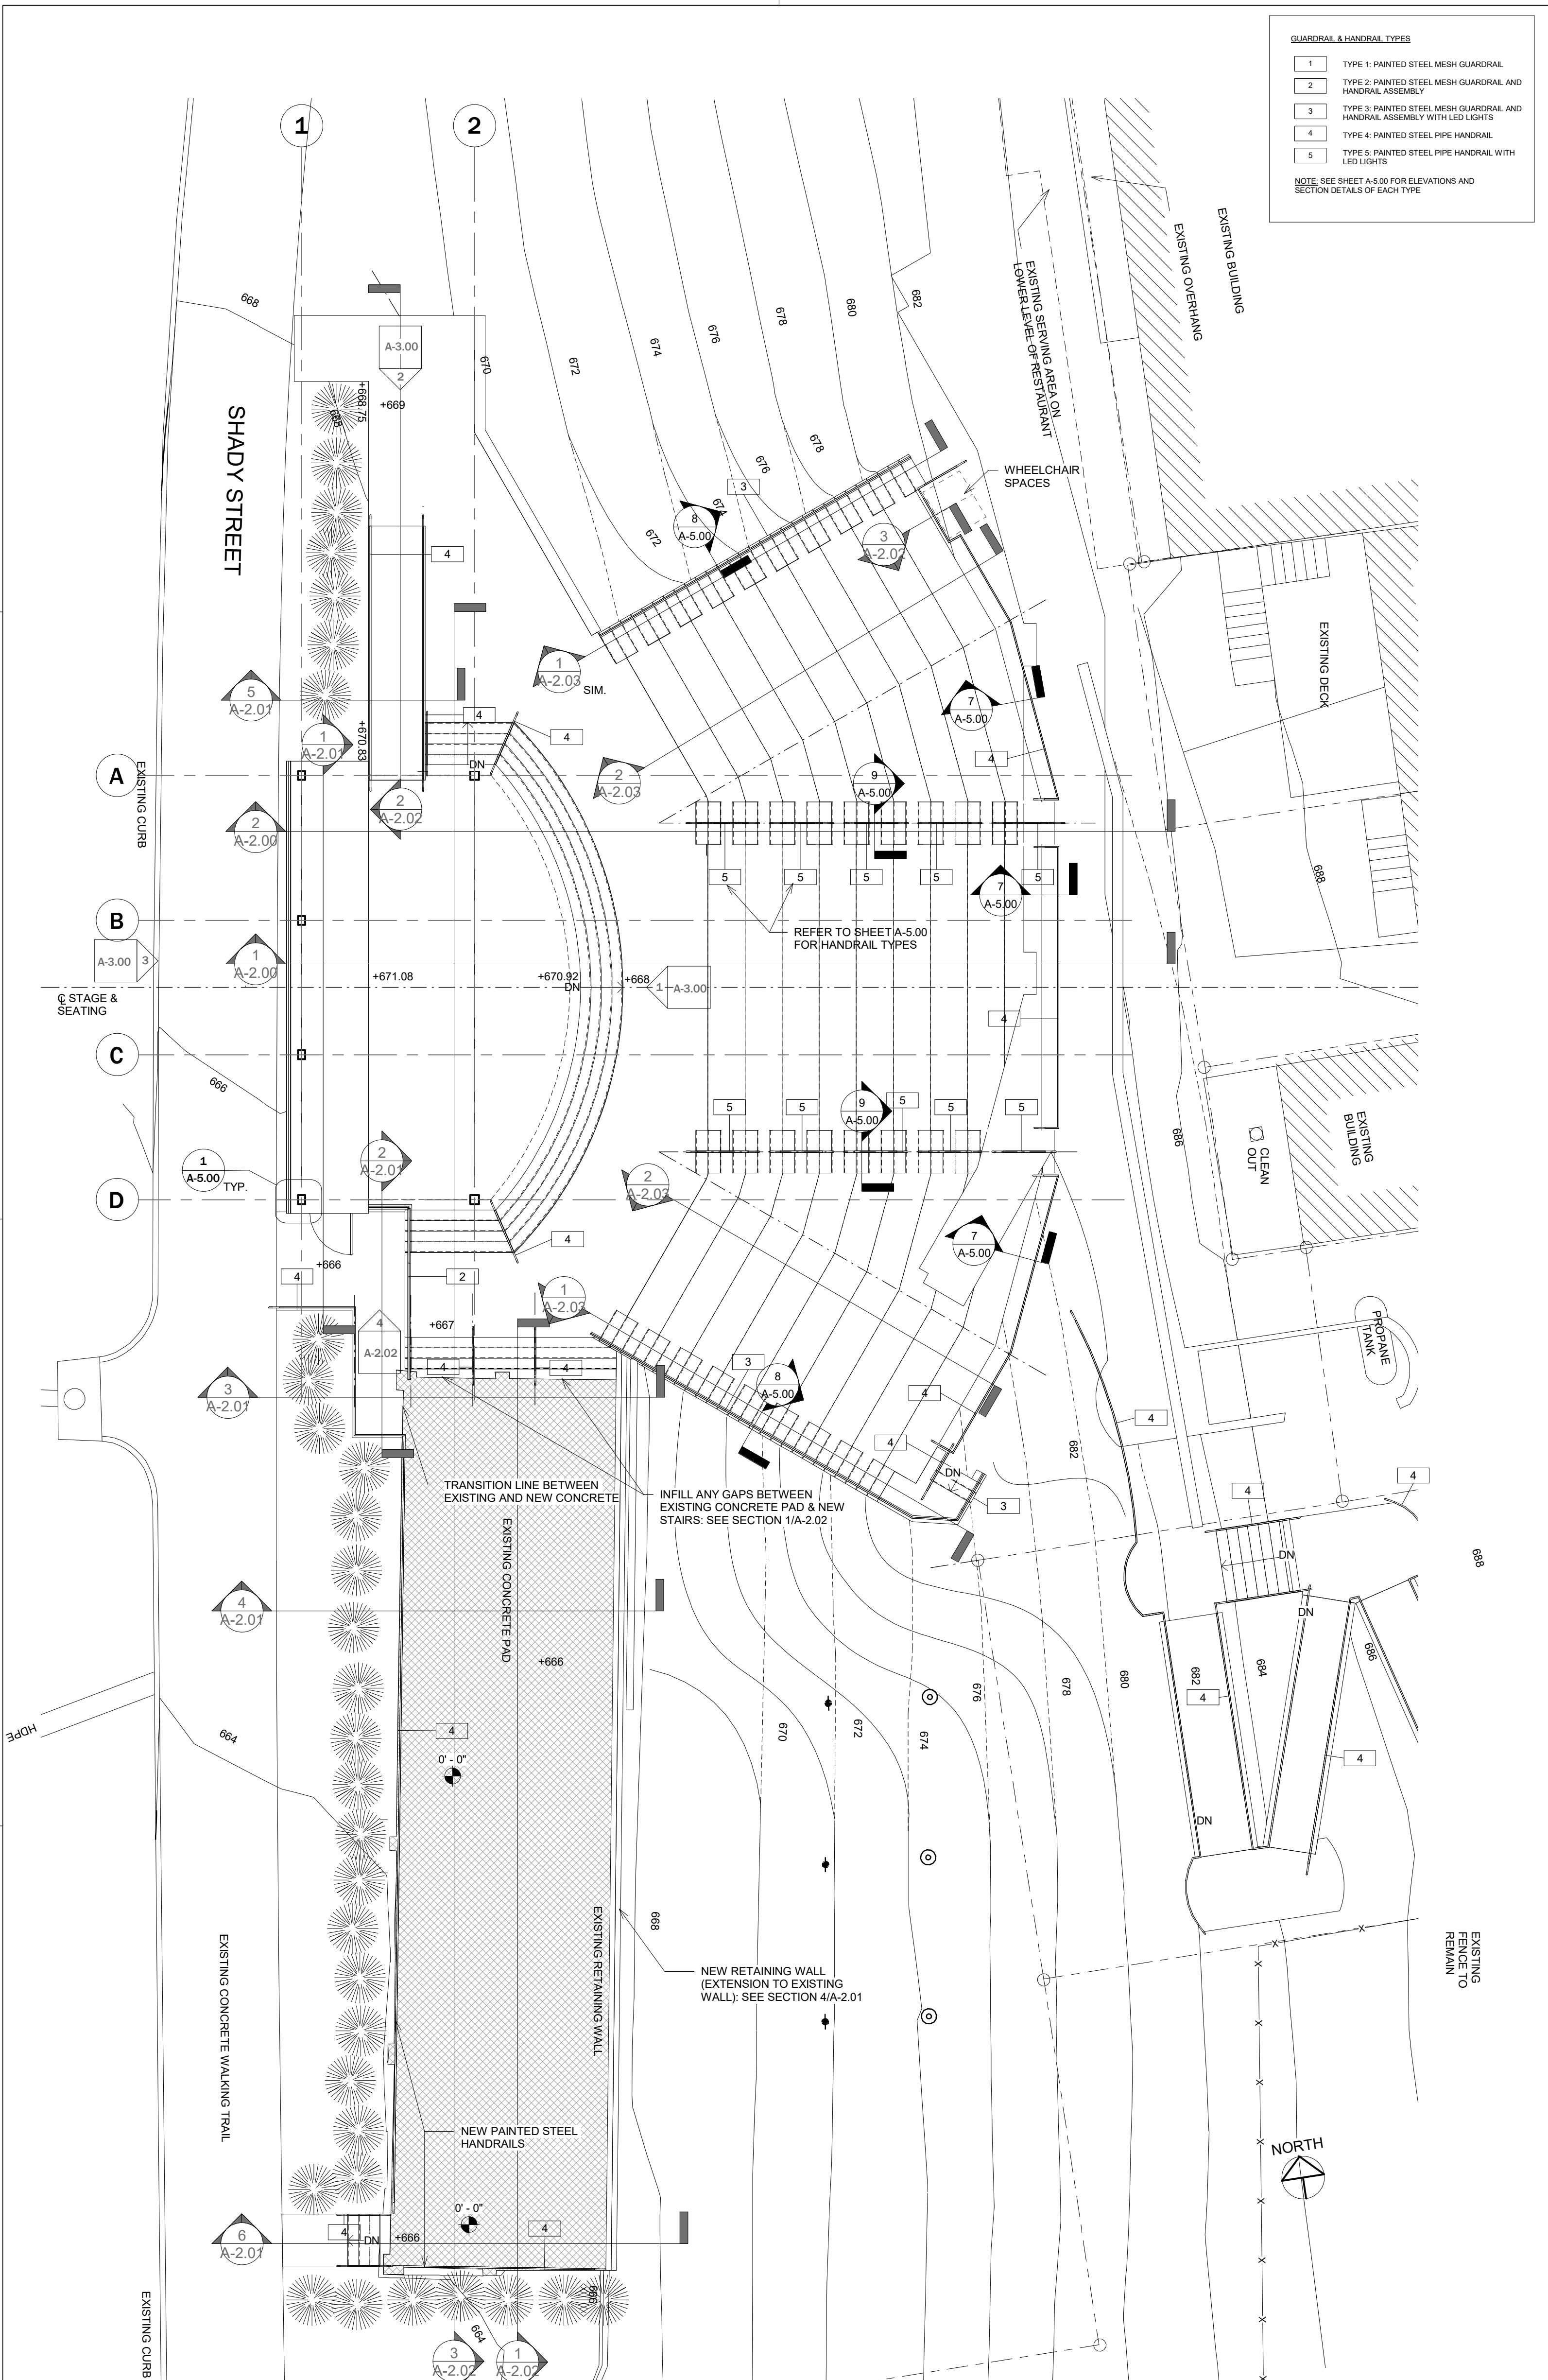 GUARDRAIL & HANDRAIL TYPES
1 TYPE 1: PAINTED STEEL MESH GUARDRAIL
2 TYPE 2: PAINTED STEEL MESH GUARDRAIL AND
HANDRAIL ASSEMBLY
3 TYPE 3: PAINTED STEEL MESH GUARDRAIL AND
HANDRAIL ASSEMBLY WITH LED LIGHTS
4 TYPE 4: PAINTED STEEL PIPE HANDRAIL
5 TYPE 5: PAINTED STEEL PIPE HANDRAIL WITH
LED LIGHTS
NOTE: SEE SHEET A-5.00 FOR ELEVATIONS AND
SECTION DETAILS OF EACH TYPE
1
2
EXISTING BUILDING
EXISTING OVERHANG
EXISTING SERVING AREA ON
LOWER LEVEL OF RESTAURANT
668
670
672
674
676
678
680
682
A-3.00
2
+668.75
668
+669
SHADY STREET
WHEELCHAIR
SPACES
678
676
674
672
3
8
A-5.00
3
A-2.02
4
1
A-2.03
SIM.
5
A-2.01
1
A-2.01
+670.83
4
4
DN
7
A-5.00
4
EXISTING DECK
A
EXISTING CURB
2
A-2.03
9
A-5.00
2
A-2.02
2
A-2.00
5
5
5
5
5
7
A-5.00
688
B
REFER TO SHEET A-5.00
FOR HANDRAIL TYPES
A-3.00
3
1
A-2.00
+671.08
+670.92
DN
+668
1
A-3.00
℄ STAGE &
SEATING
4
C
666
5
5
9
A-5.00
5
5
5
686
CLEAN
OUT
EXISTING
BUILDING
1
A-5.00
TYP.
2
A-2.01
2
A-2.03
D
4
7
A-5.00
+666
4
2
1
A-2.03
+667
4
A-2.02
4
4
3
8
A-5.00
4
PROPANE
TANK
3
A-2.01
4
4
682
DN
3
4
4
TRANSITION LINE BETWEEN
EXISTING AND NEW CONCRETE
INFILL ANY GAPS BETWEEN
EXISTING CONCRETE PAD & NEW
STAIRS: SEE SECTION 1/A-2.02
EXISTING CONCRETE PAD
DN
688
4
A-2.01
DN
+666
686
684
682
680
678
676
674
672
670
4
HDPE
664
4
0' - 0"
4
DN
668
EXISTING RETAINING WALL
NEW RETAINING WALL
(EXTENSION TO EXISTING
WALL): SEE SECTION 4/A-2.01
EXISTING
FENCE TO
REMAIN
EXISTING CONCRETE WALKING TRAIL
X
X
X
X
X
X
X
X
X
X
NEW PAINTED STEEL
HANDRAILS
NORTH
0' - 0"
4
4
DN
+666
6
A-2.01
EXISTING CURB
666
664
3
A-2.02
1
A-2.02